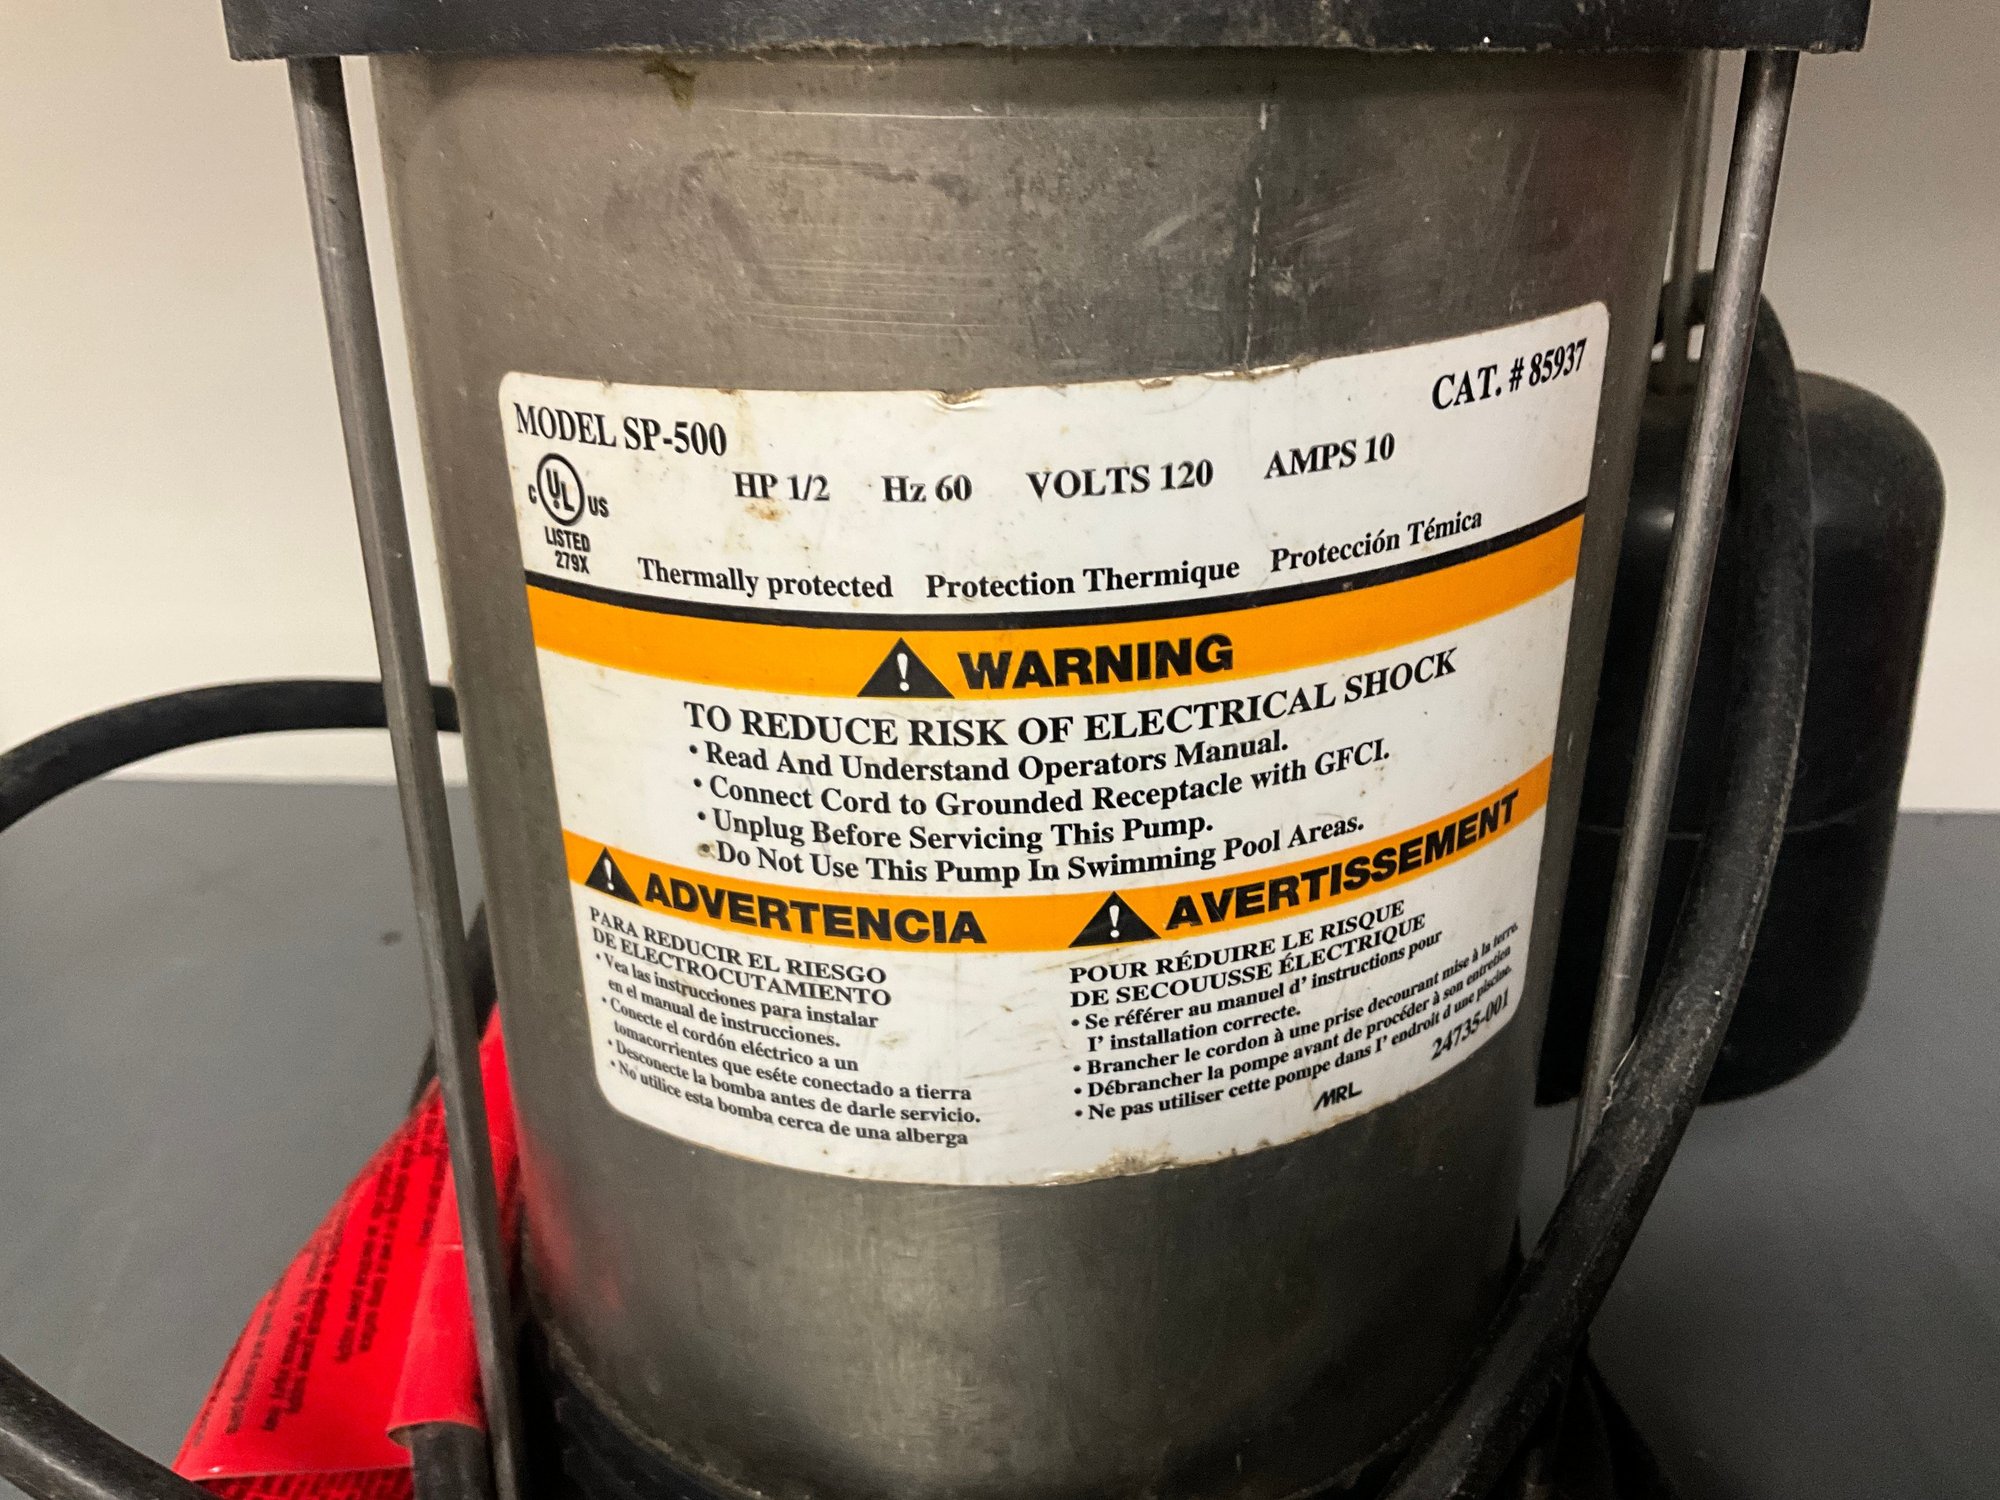 MODEL SP-500
CAT. # 85937
HP 1/2 Hz 60 VOLTS 120 AMPS 10
C UL US
LISTED
279X
Thermally protected Protection Thermique Protección Témica
WARNING
TO REDUCE RISK OF ELECTRICAL SHOCK
• Read And Understand Operators Manual.
• Connect Cord to Grounded Receptacle with GFCI.
• Unplug Before Servicing This Pump.
• Do Not Use This Pump In Swimming Pool Areas.
ADVERTENCIA
PARA REDUCIR EL RIESGO
DE ELECTROCUTAMIENTO
• Vea las instrucciones para instalar
en el manual de instrucciones.
• Conecte el cordón eléctrico a un
tomacorrientes que eséte conectado a tierra
• Desconecte la bomba antes de darle servicio.
• No utilice esta bomba cerca de una alberga
AVERTISSEMENT
POUR RÉDUIRE LE RISQUE
DE SECOUUSSE ÉLECTRIQUE
• Se référer au manuel d' instructions pour
I' installation correcte.
• Brancher le cordon à une prise decourant mise à la terre.
• Débrancher la pompe avant de procéder à son entretien
• Ne pas utiliser cette pompe dans I' endroit d une piscine.
24735-001
MRL